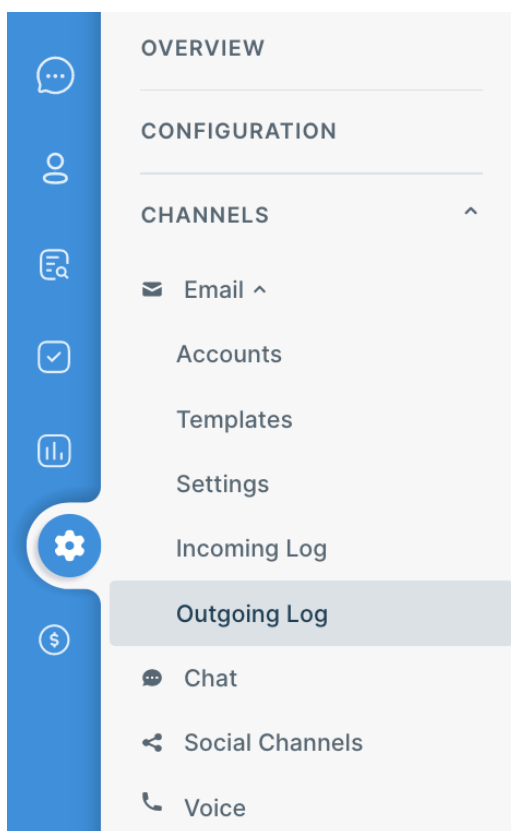 OVERVIEW
CONFIGURATION
CHANNELS
Email
Accounts
Templates
Settings
Incoming Log
Outgoing Log
Chat
Social Channels
Voice